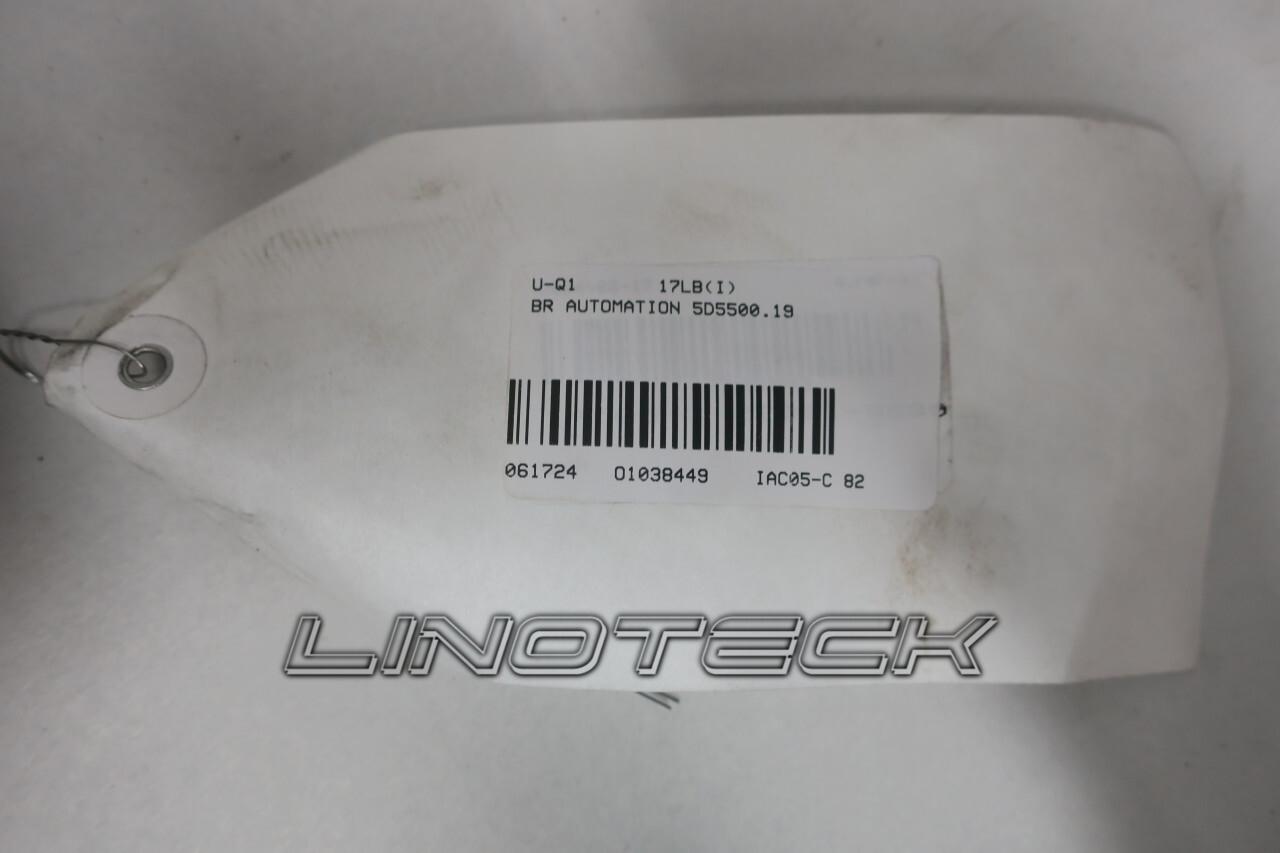 U-Q1 17LB(I)
BR AUTOMATION 5D5500.19
061724 01038449 IAC05-C 82
LINOTECK